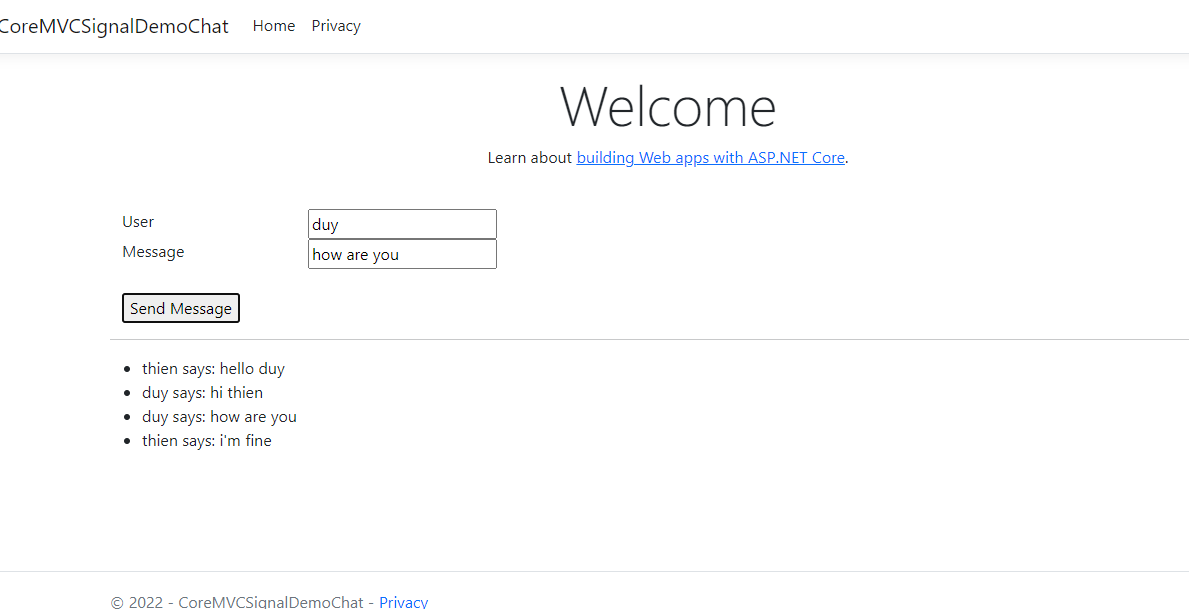 CoreMVCSignalDemoChat Home Privacy
Welcome
Learn about building Web apps with ASP.NET Core.
User duy
Message how are you
Send Message
thien says: hello duy
duy says: hi thien
duy says: how are you
thien says: i'm fine
© 2022 - CoreMVCSignalDemoChat - Privacy